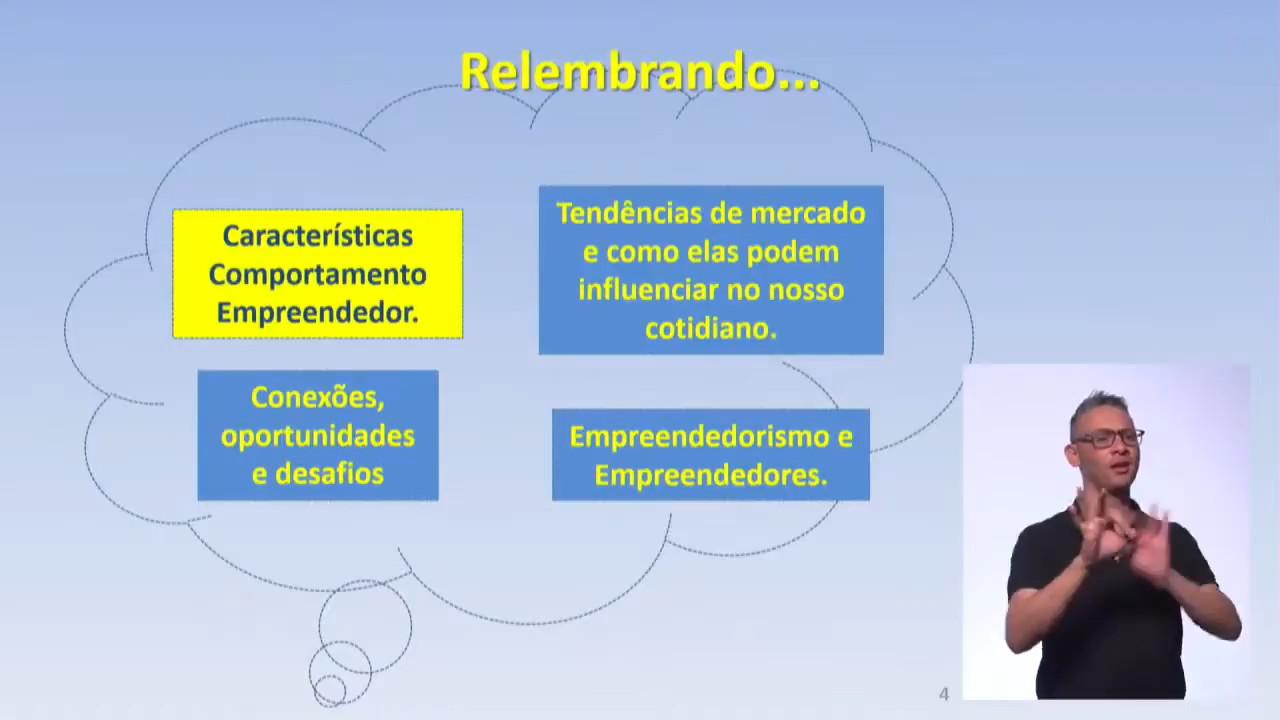 Relembrando...
Características
Comportamento
Empreendedor.
Tendências de mercado
e como elas podem
influenciar no nosso
cotidiano.
Conexões,
oportunidades
e desafios
Empreendedorismo e
Empreendedores.
4